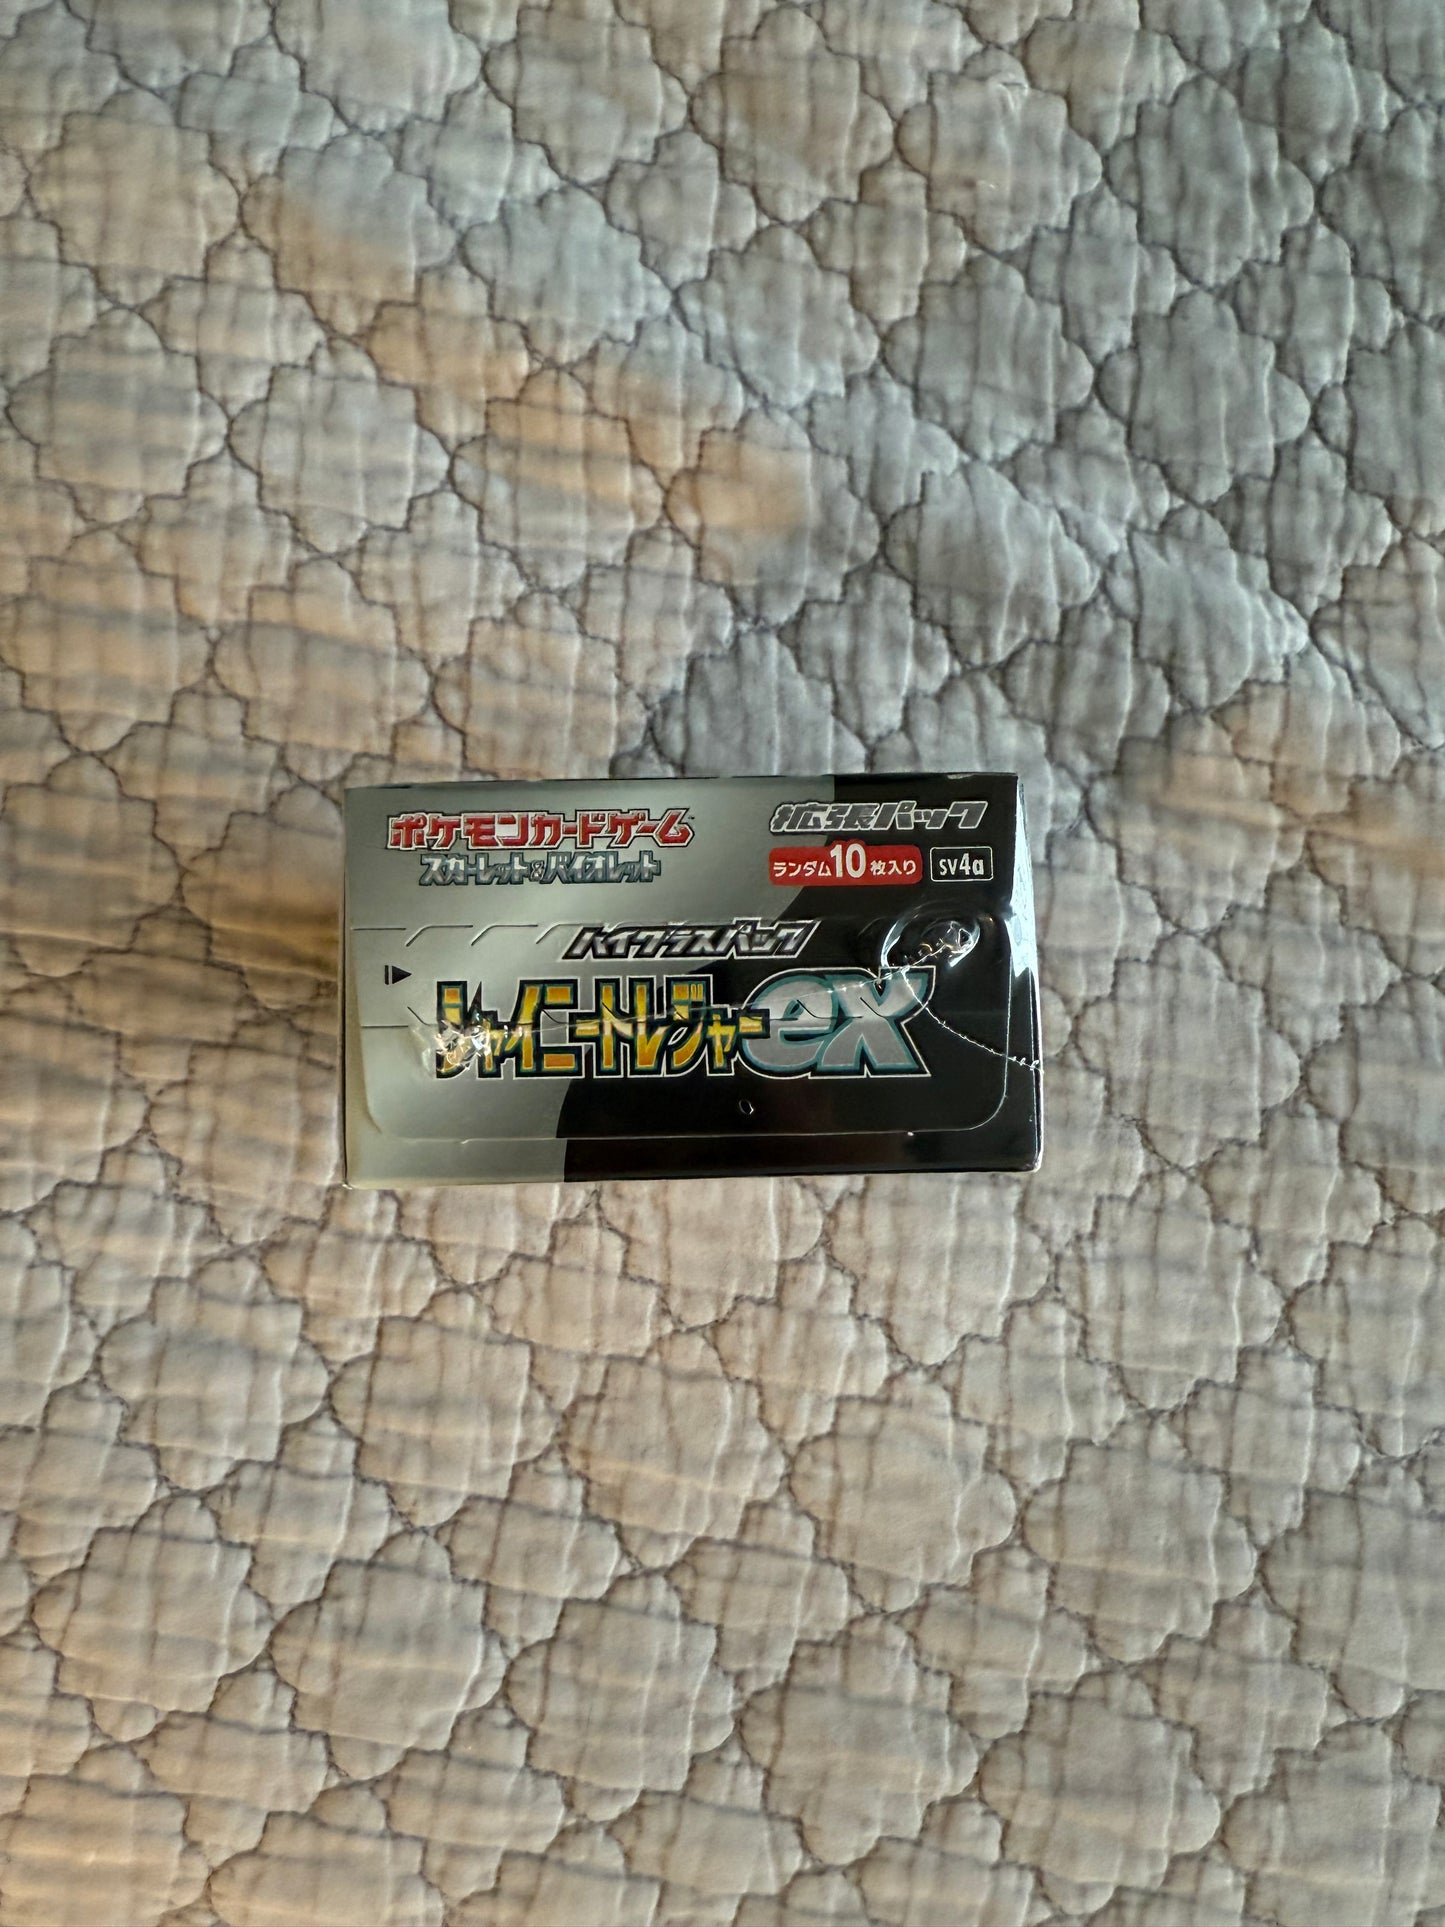 ポケモンカードゲーム
スカーレット&バイオレット
拡張パック
ランダム10枚入り
sv4a
ハイクラスパック
シャイニートレジャーex